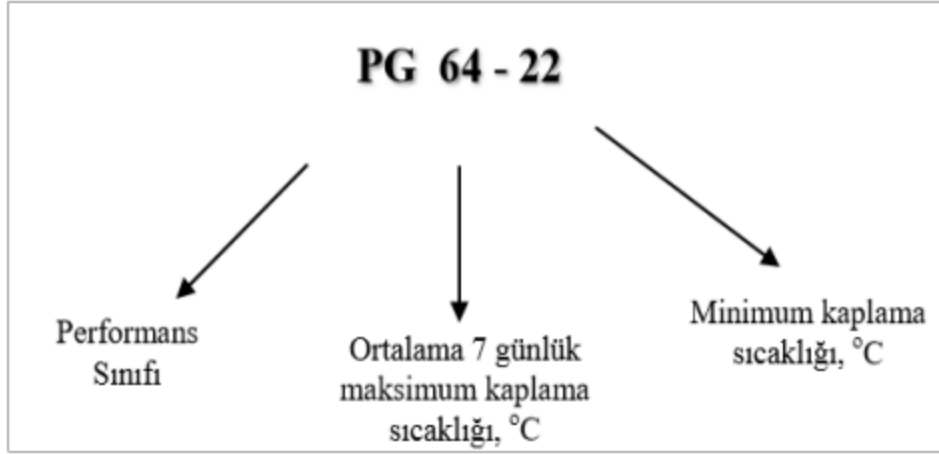 PG 64 - 22
Performans
Sınıfı
Ortalama 7 günlük
maksimum kaplama
sıcaklığı, °C
Minimum kaplama
sıcaklığı, °C